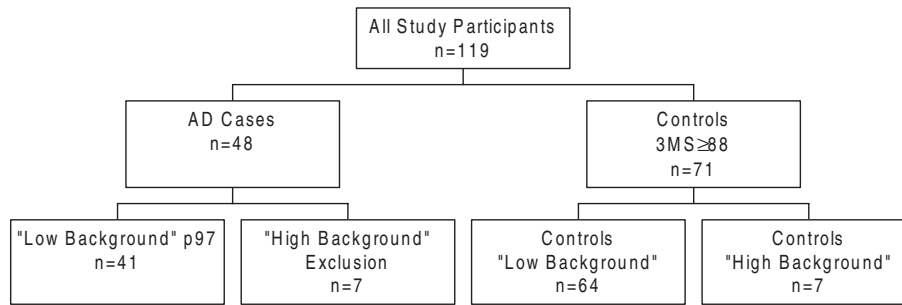 All Study Participants
n=119
AD Cases
n=48
Controls
3MS≥88
n=71
"Low Background" p97
n=41
"High Background"
Exclusion
n=7
Controls
"Low Background"
n=64
Controls
"High Background"
n=7